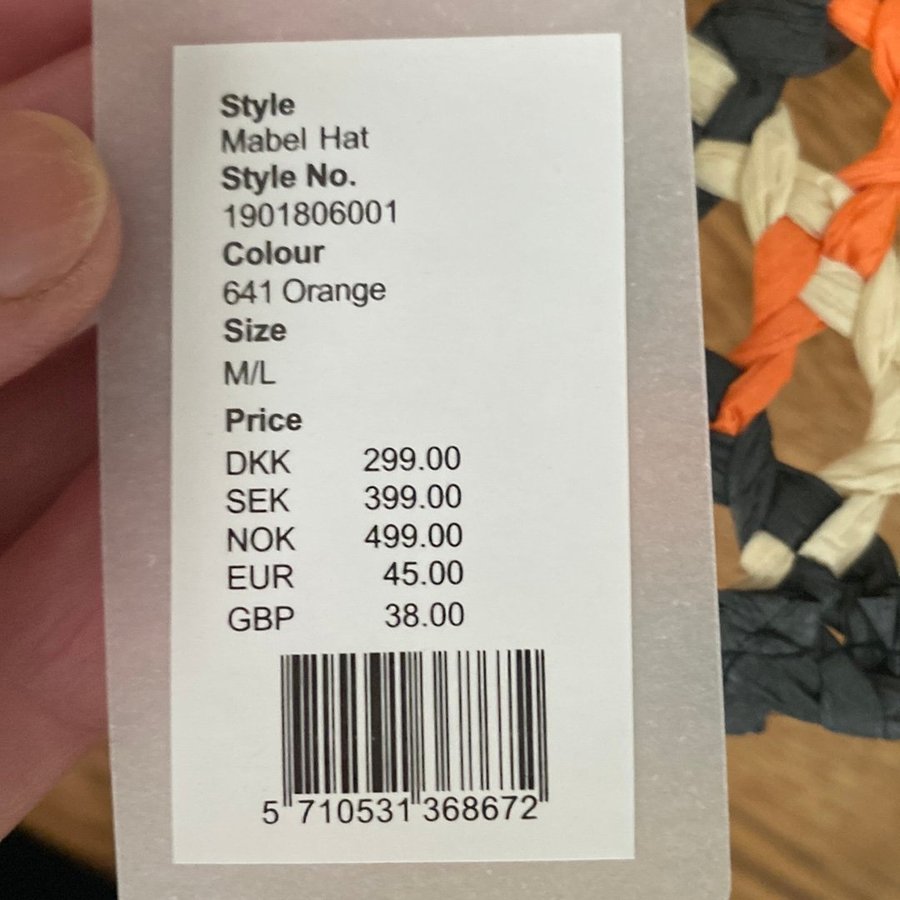 Style
Mabel Hat
Style No.
1901806001
Colour
641 Orange
Size
M/L
Price
DKK 299.00
SEK 399.00
NOK 499.00
EUR 45.00
GBP 38.00
5 710531 368672